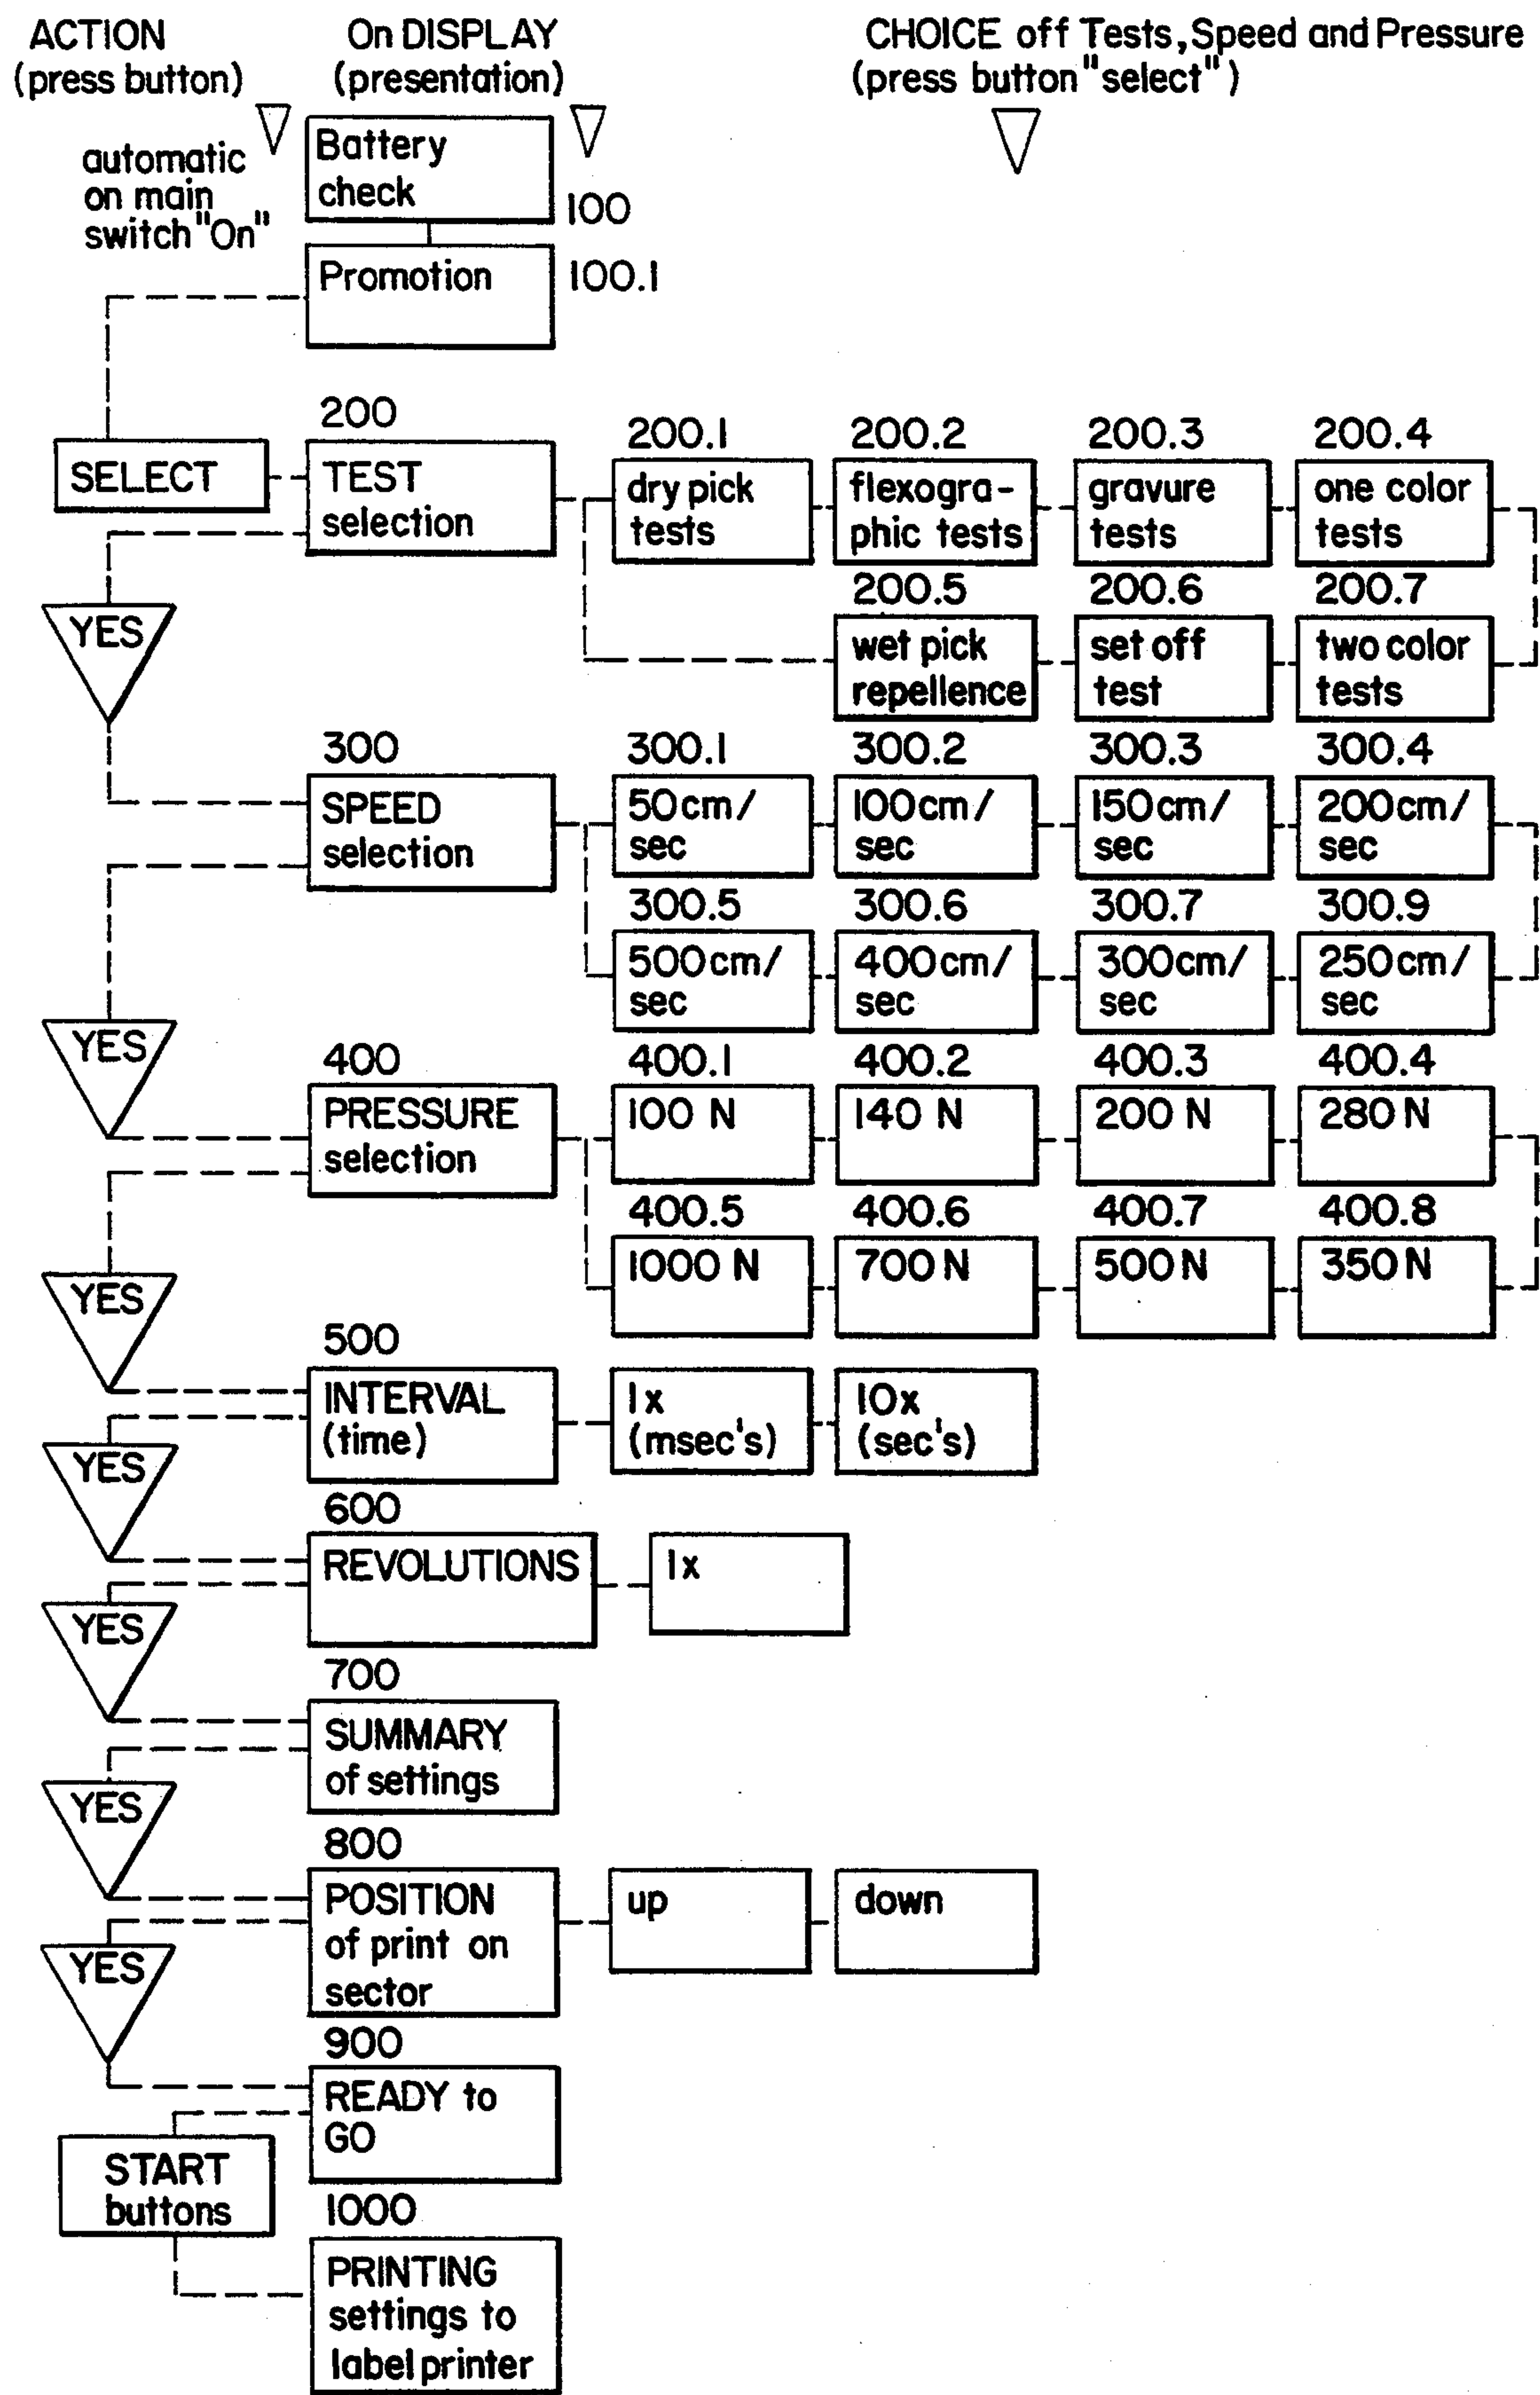 ACTION
(press button)
On DISPLAY
(presentation)
CHOICE off Tests, Speed and Pressure
(press button "select")
automatic
on main
switch "On"
Battery
check
100
Promotion
100.1
SELECT
200
TEST
selection
200.1
dry pick
tests
200.2
flexogra-
phic tests
200.3
gravure
tests
200.4
one color
tests
200.5
wet pick
repellence
200.6
set off
test
200.7
two color
tests
YES
300
SPEED
selection
300.1
50cm/
sec
300.2
100cm/
sec
300.3
150cm/
sec
300.4
200cm/
sec
300.5
500cm/
sec
300.6
400cm/
sec
300.7
300cm/
sec
300.9
250cm/
sec
YES
400
PRESSURE
selection
400.1
100 N
400.2
140 N
400.3
200 N
400.4
280 N
400.5
1000 N
400.6
700 N
400.7
500 N
400.8
350 N
YES
500
INTERVAL
(time)
1x
(msec's)
10x
(sec's)
YES
600
REVOLUTIONS
1x
YES
700
SUMMARY
of settings
YES
800
POSITION
of print on
sector
up
down
YES
900
READY to
GO
START
buttons
1000
PRINTING
settings to
label printer